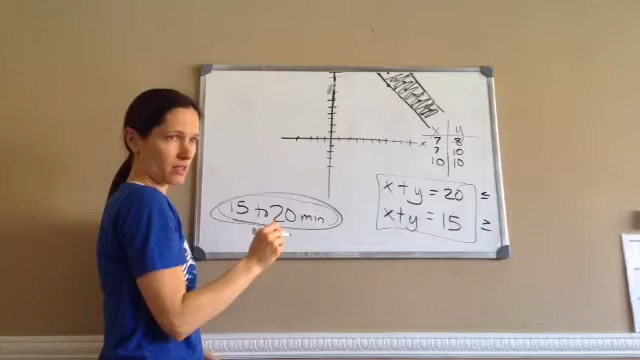 x
x y
7 8
7 10
10 10
15 to 20 min
x + y = 20 ≤
x + y = 15 ≥